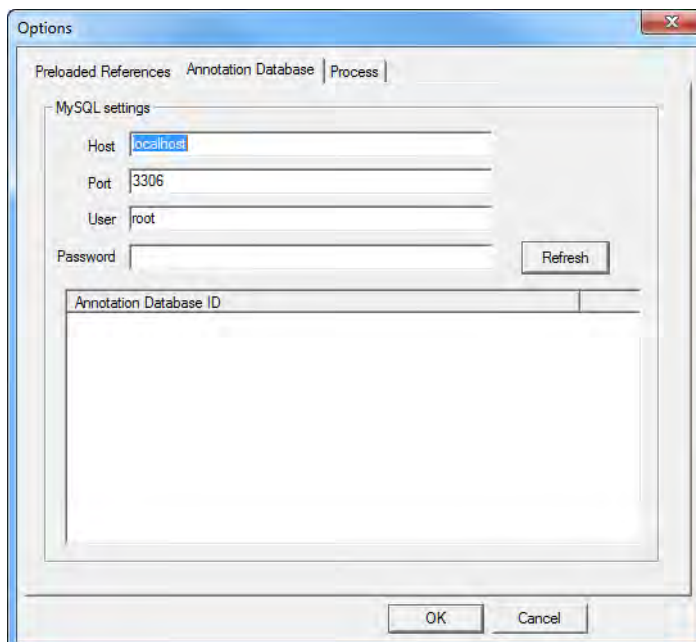 Options
X
Preloaded References Annotation Database Process
MySQL settings
Host localhost
Port 3306
User root
Password
Refresh
Annotation Database ID
OK Cancel